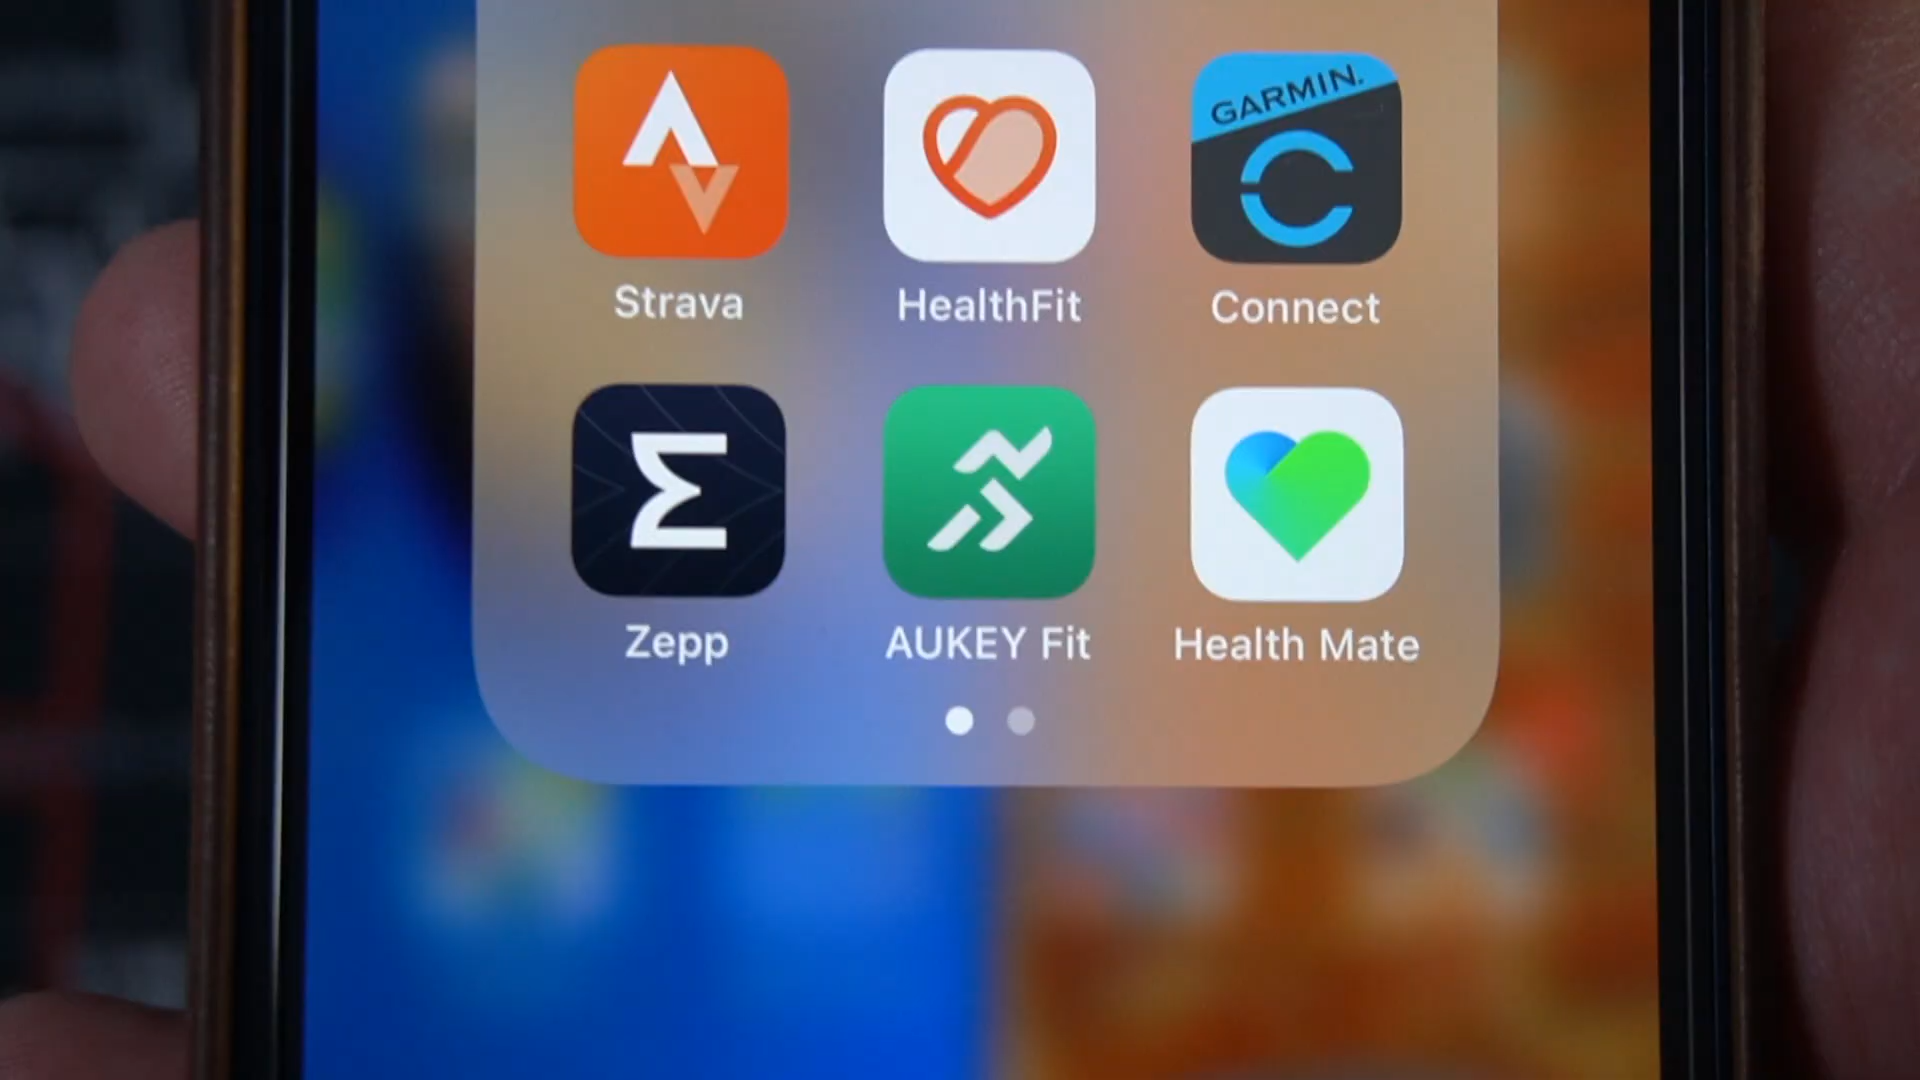 GARMIN.
Strava
HealthFit
Connect
Zepp
AUKEY Fit
Health Mate